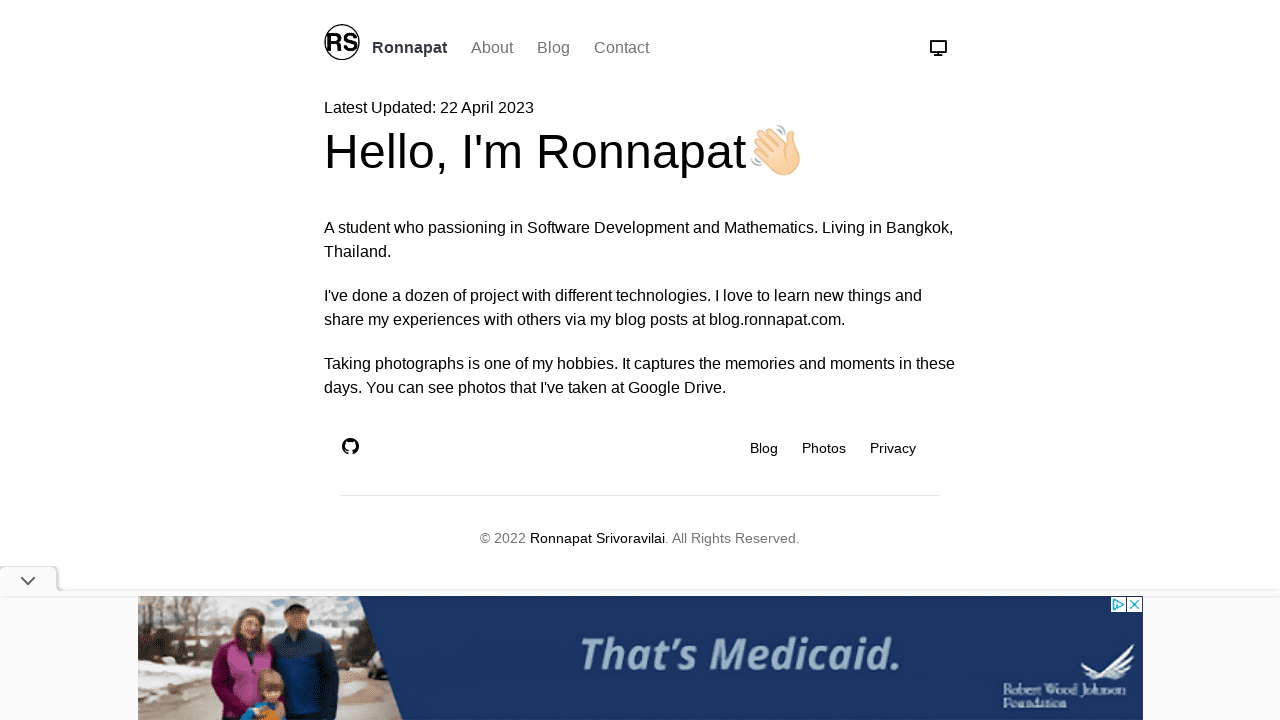 RS
Ronnapat About Blog Contact
Latest Updated: 22 April 2023
Hello, I'm Ronnapat👋🏻
A student who passioning in Software Development and Mathematics. Living in Bangkok,
Thailand.
I've done a dozen of project with different technologies. I love to learn new things and
share my experiences with others via my blog posts at blog.ronnapat.com.
Taking photographs is one of my hobbies. It captures the memories and moments in these
days. You can see photos that I've taken at Google Drive.
Blog Photos Privacy
© 2022 Ronnapat Srivoravilai. All Rights Reserved.
That's Medicaid.
Robert Wood Johnson
Foundation